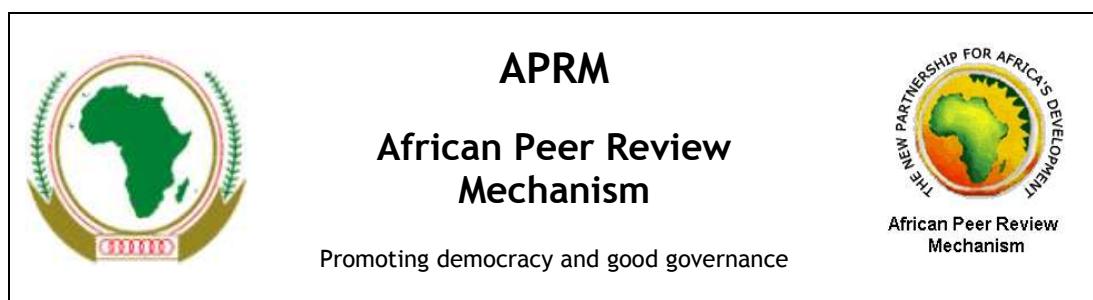 APRM
African Peer Review
Mechanism
Promoting democracy and good governance
THE NEW PARTNERSHIP FOR AFRICA'S DEVELOPMENT
African Peer Review
Mechanism